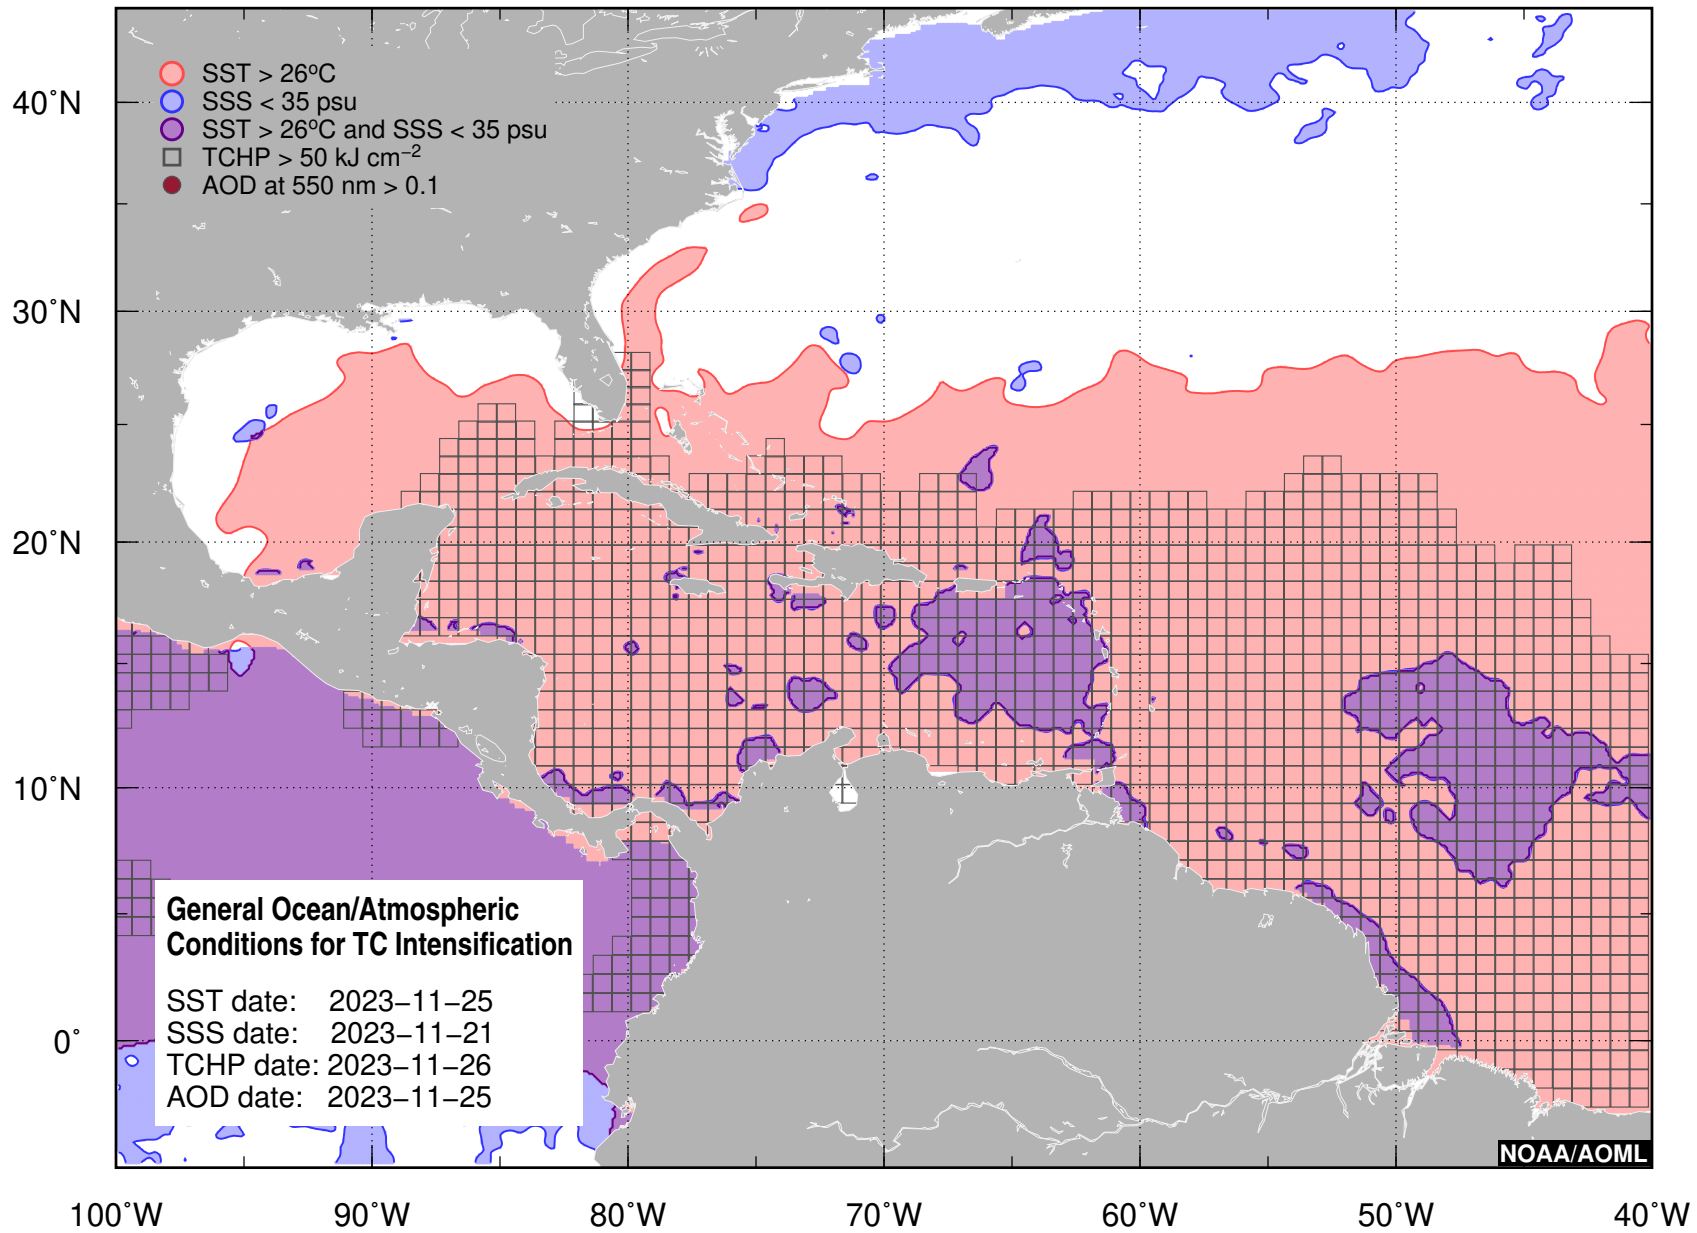 40°N
30°N
20°N
10°N
0°
SST > 26°C
SSS < 35 psu
SST > 26°C and SSS < 35 psu
TCHP > 50 kJ cm⁻²
AOD at 550 nm > 0.1
General Ocean/Atmospheric
Conditions for TC Intensification
SST date: 2023−11−25
SSS date: 2023−11−21
TCHP date: 2023−11−26
AOD date: 2023−11−25
NOAA/AOML
100°W 90°W 80°W 70°W 60°W 50°W 40°W